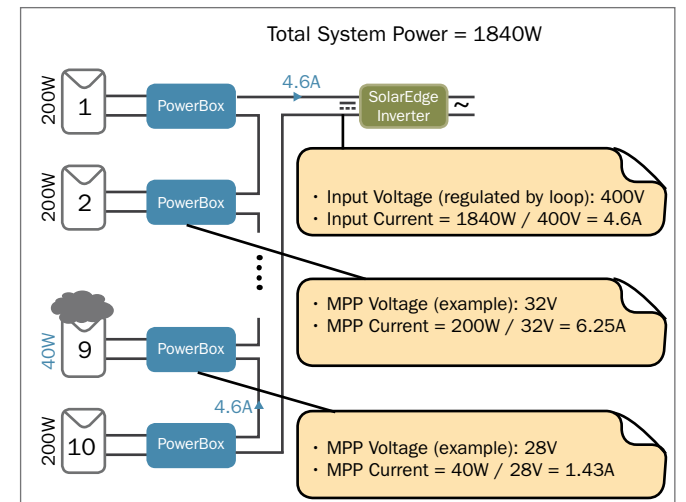 Total System Power = 1840W
200W
1
PowerBox
4.6A
SolarEdge
Inverter
~
· Input Voltage (regulated by loop): 400V
· Input Current = 1840W / 400V = 4.6A
200W
2
PowerBox
· MPP Voltage (example): 32V
· MPP Current = 200W / 32V = 6.25A
40W
9
PowerBox
4.6A
200W
10
PowerBox
· MPP Voltage (example): 28V
· MPP Current = 40W / 28V = 1.43A